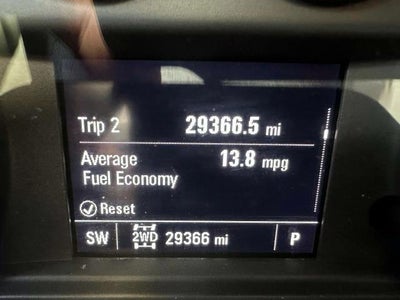 Trip 2 29366.5 mi
Average 13.8 mpg
Fuel Economy
Reset
SW 2WD 29366 mi P